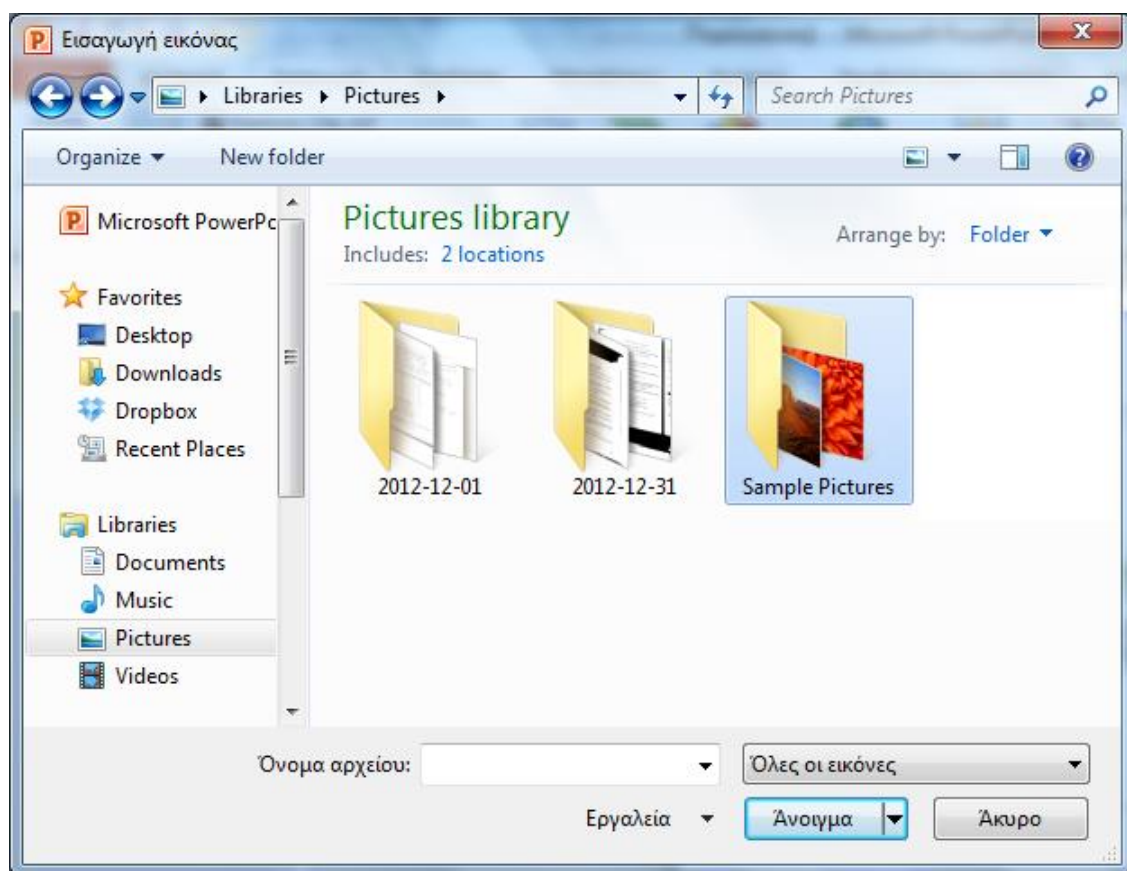 Εισαγωγή εικόνας
Libraries Pictures
Search Pictures
Organize New folder
Microsoft PowerPo
Favorites
Desktop
Downloads
Dropbox
Recent Places
Libraries
Documents
Music
Pictures
Videos
Pictures library
Includes: 2 locations
Arrange by: Folder
2012-12-01 2012-12-31 Sample Pictures
Όνομα αρχείου: Όλες οι εικόνες
Εργαλεία Άνοιγμα Άκυρο